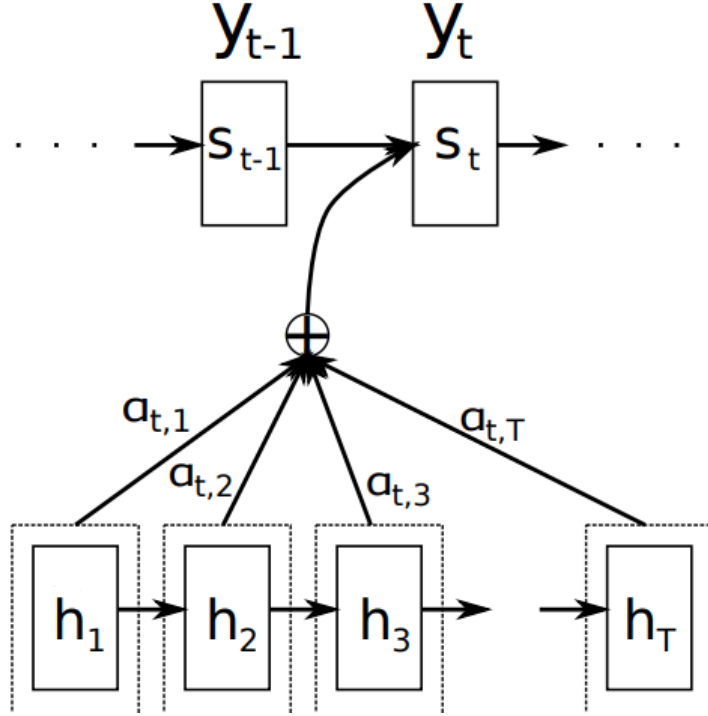 y_{t-1} y_t
. . . s_{t-1} s_t . . .
a_{t,1} a_{t,2} a_{t,3} a_{t,T}
h_1 h_2 h_3 h_T